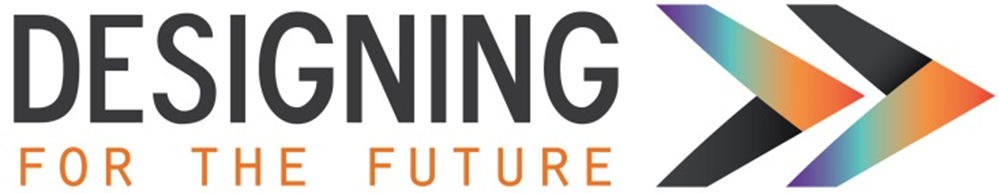 DESIGNING
FOR THE FUTURE